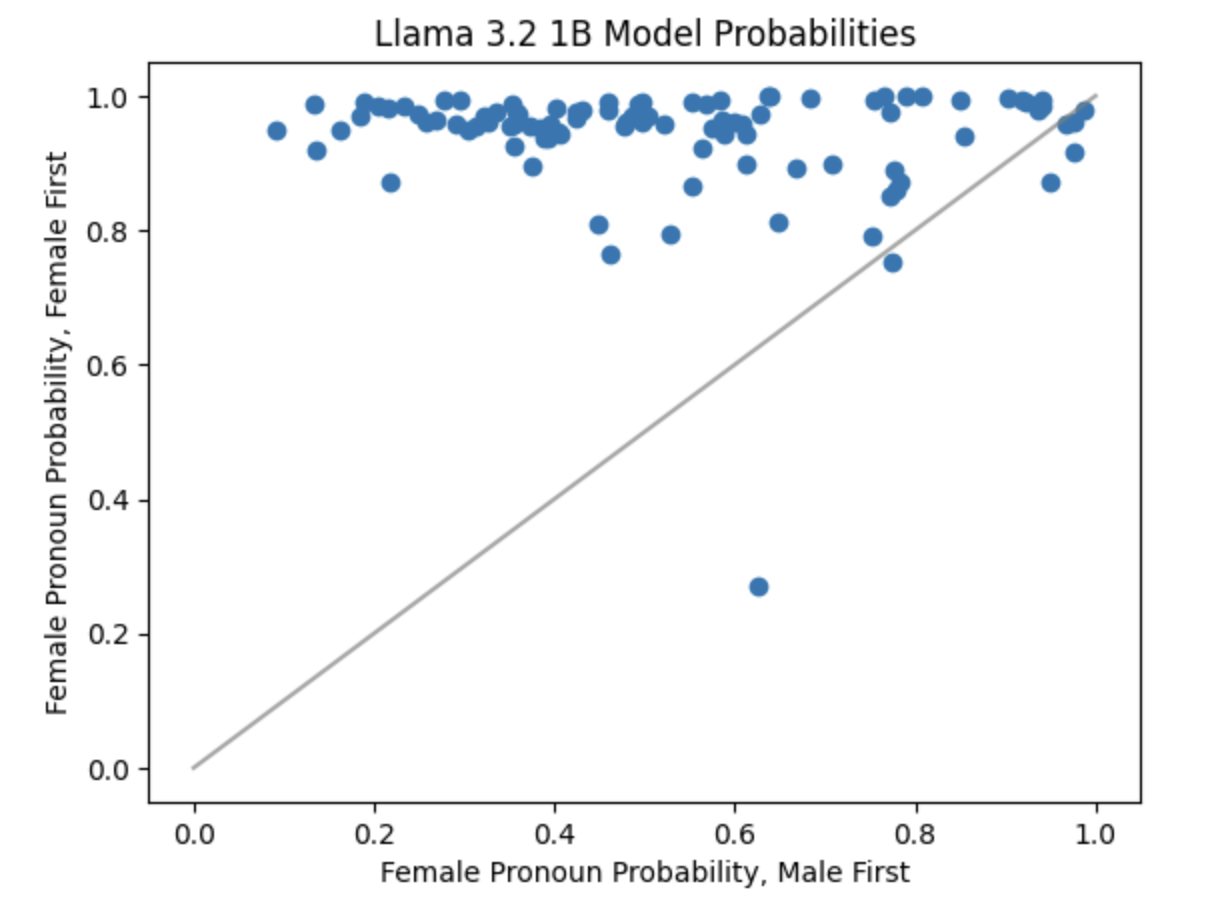 Llama 3.2 1B Model Probabilities
Female Pronoun Probability, Female First
1.0
0.8
0.6
0.4
0.2
0.0
0.0 0.2 0.4 0.6 0.8 1.0
Female Pronoun Probability, Male First